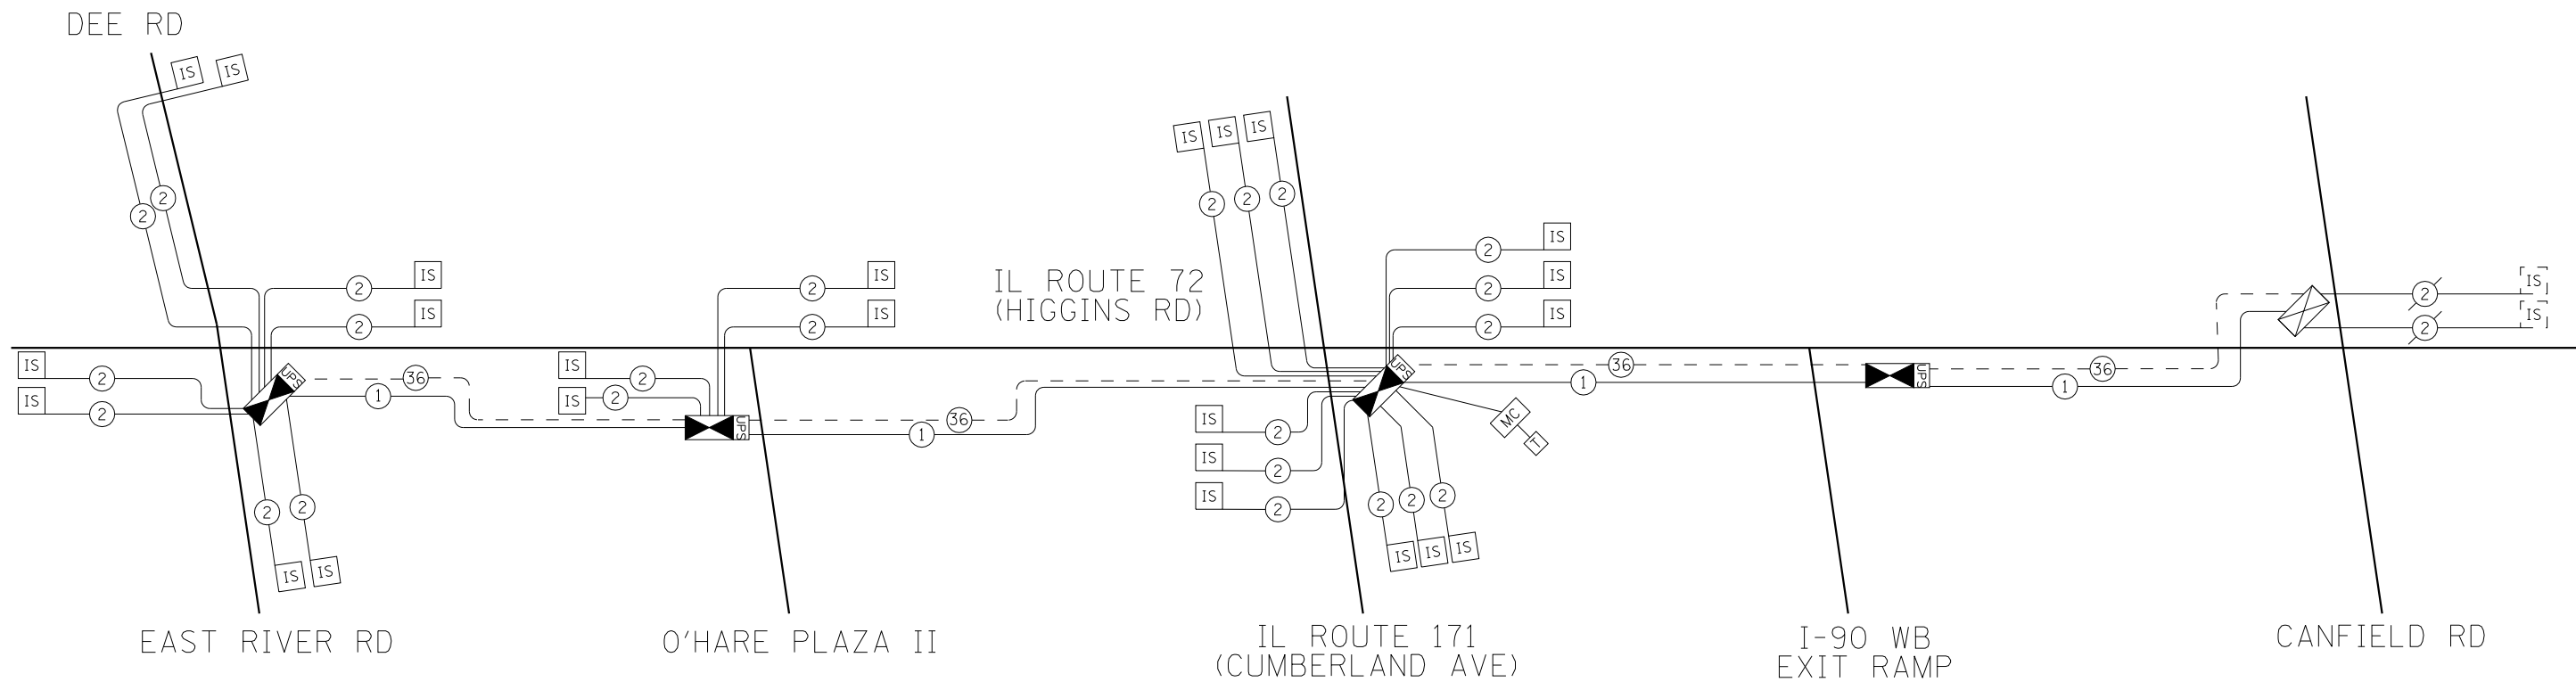 DEE RD
IS IS
2
2
IS
2
IS
2
IS
2
IS
2
UPS
36
1
2
2
IS
IS
EAST RIVER RD
IS
2
IS
2
IS
2
IS
2
UPS
36
1
O'HARE PLAZA II
IL ROUTE 72
(HIGGINS RD)
IS IS IS
2 2 2
IS
2
IS
2
IS
2
UPS
IS
2
IS
2
IS
2
MC
T
2 2 2
IS IS IS
IL ROUTE 171
(CUMBERLAND AVE)
36
1
UPS
I-90 WB
EXIT RAMP
36
1
2
IS
2
IS
CANFIELD RD